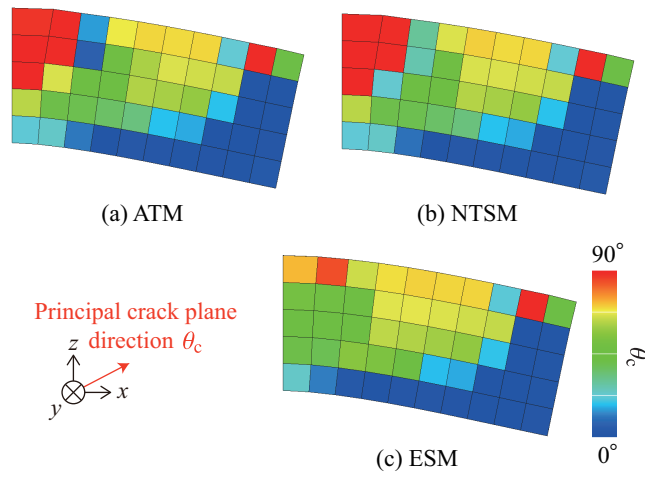 (a) ATM
(b) NTSM
Principal crack plane
direction θc
z
y
x
90°
θc
0°
(c) ESM